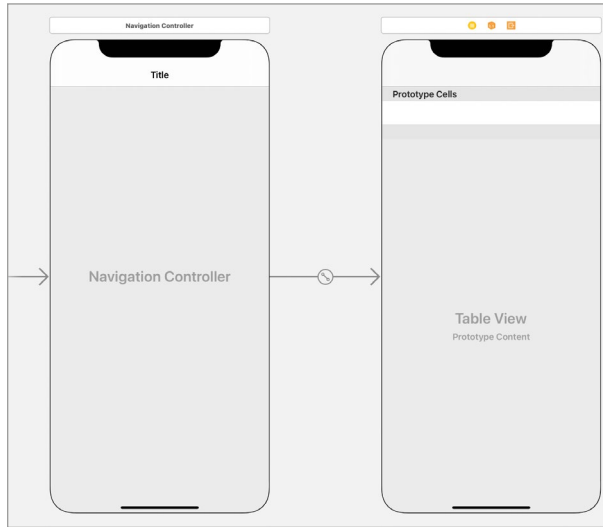 Navigation Controller
Title
Navigation Controller
Prototype Cells
Table View
Prototype Content